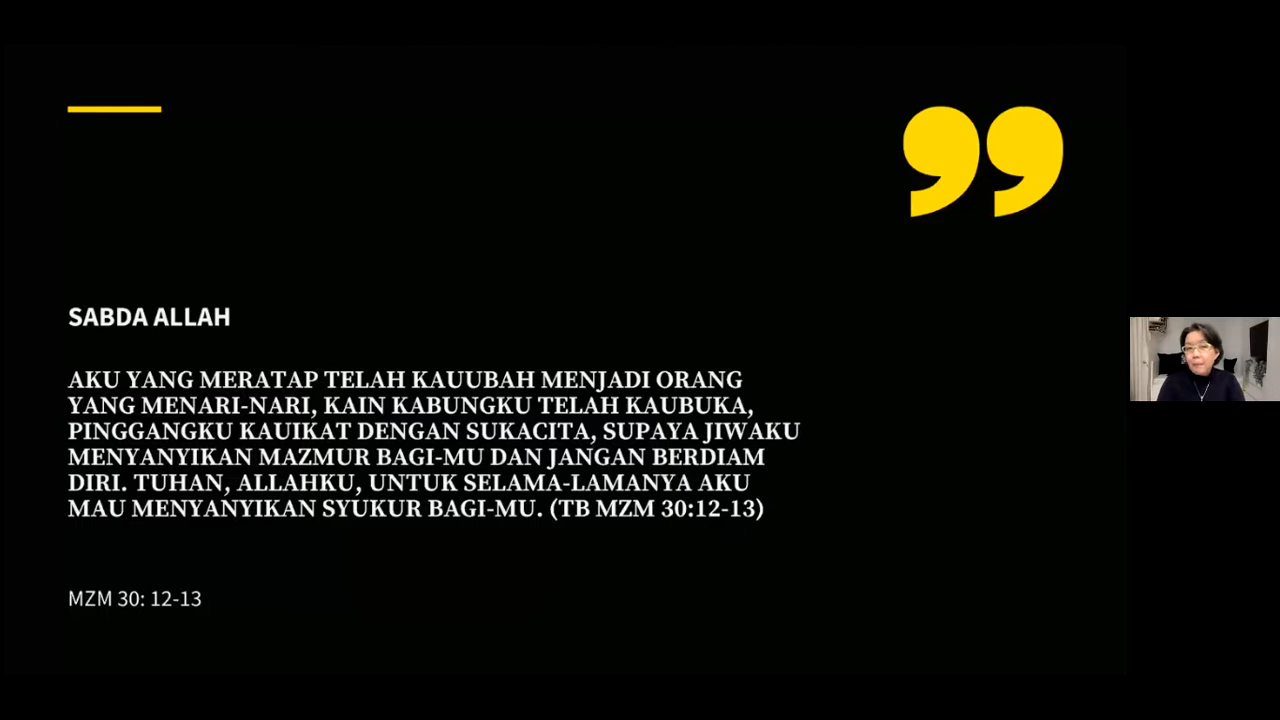 SABDA ALLAH
AKU YANG MERATAP TELAH KAUUBAH MENJADI ORANG
YANG MENARI-NARI, KAIN KABUNGKU TELAH KAUBUKA,
PINGGANGKU KAUIKAT DENGAN SUKACITA, SUPAYA JIWAKU
MENYANYIKAN MAZMUR BAGI-MU DAN JANGAN BERDIAM
DIRI. TUHAN, ALLAHKU, UNTUK SELAMA-LAMANYA AKU
MAU MENYANYIKAN SYUKUR BAGI-MU. (TB MZM 30:12-13)
MZM 30: 12-13